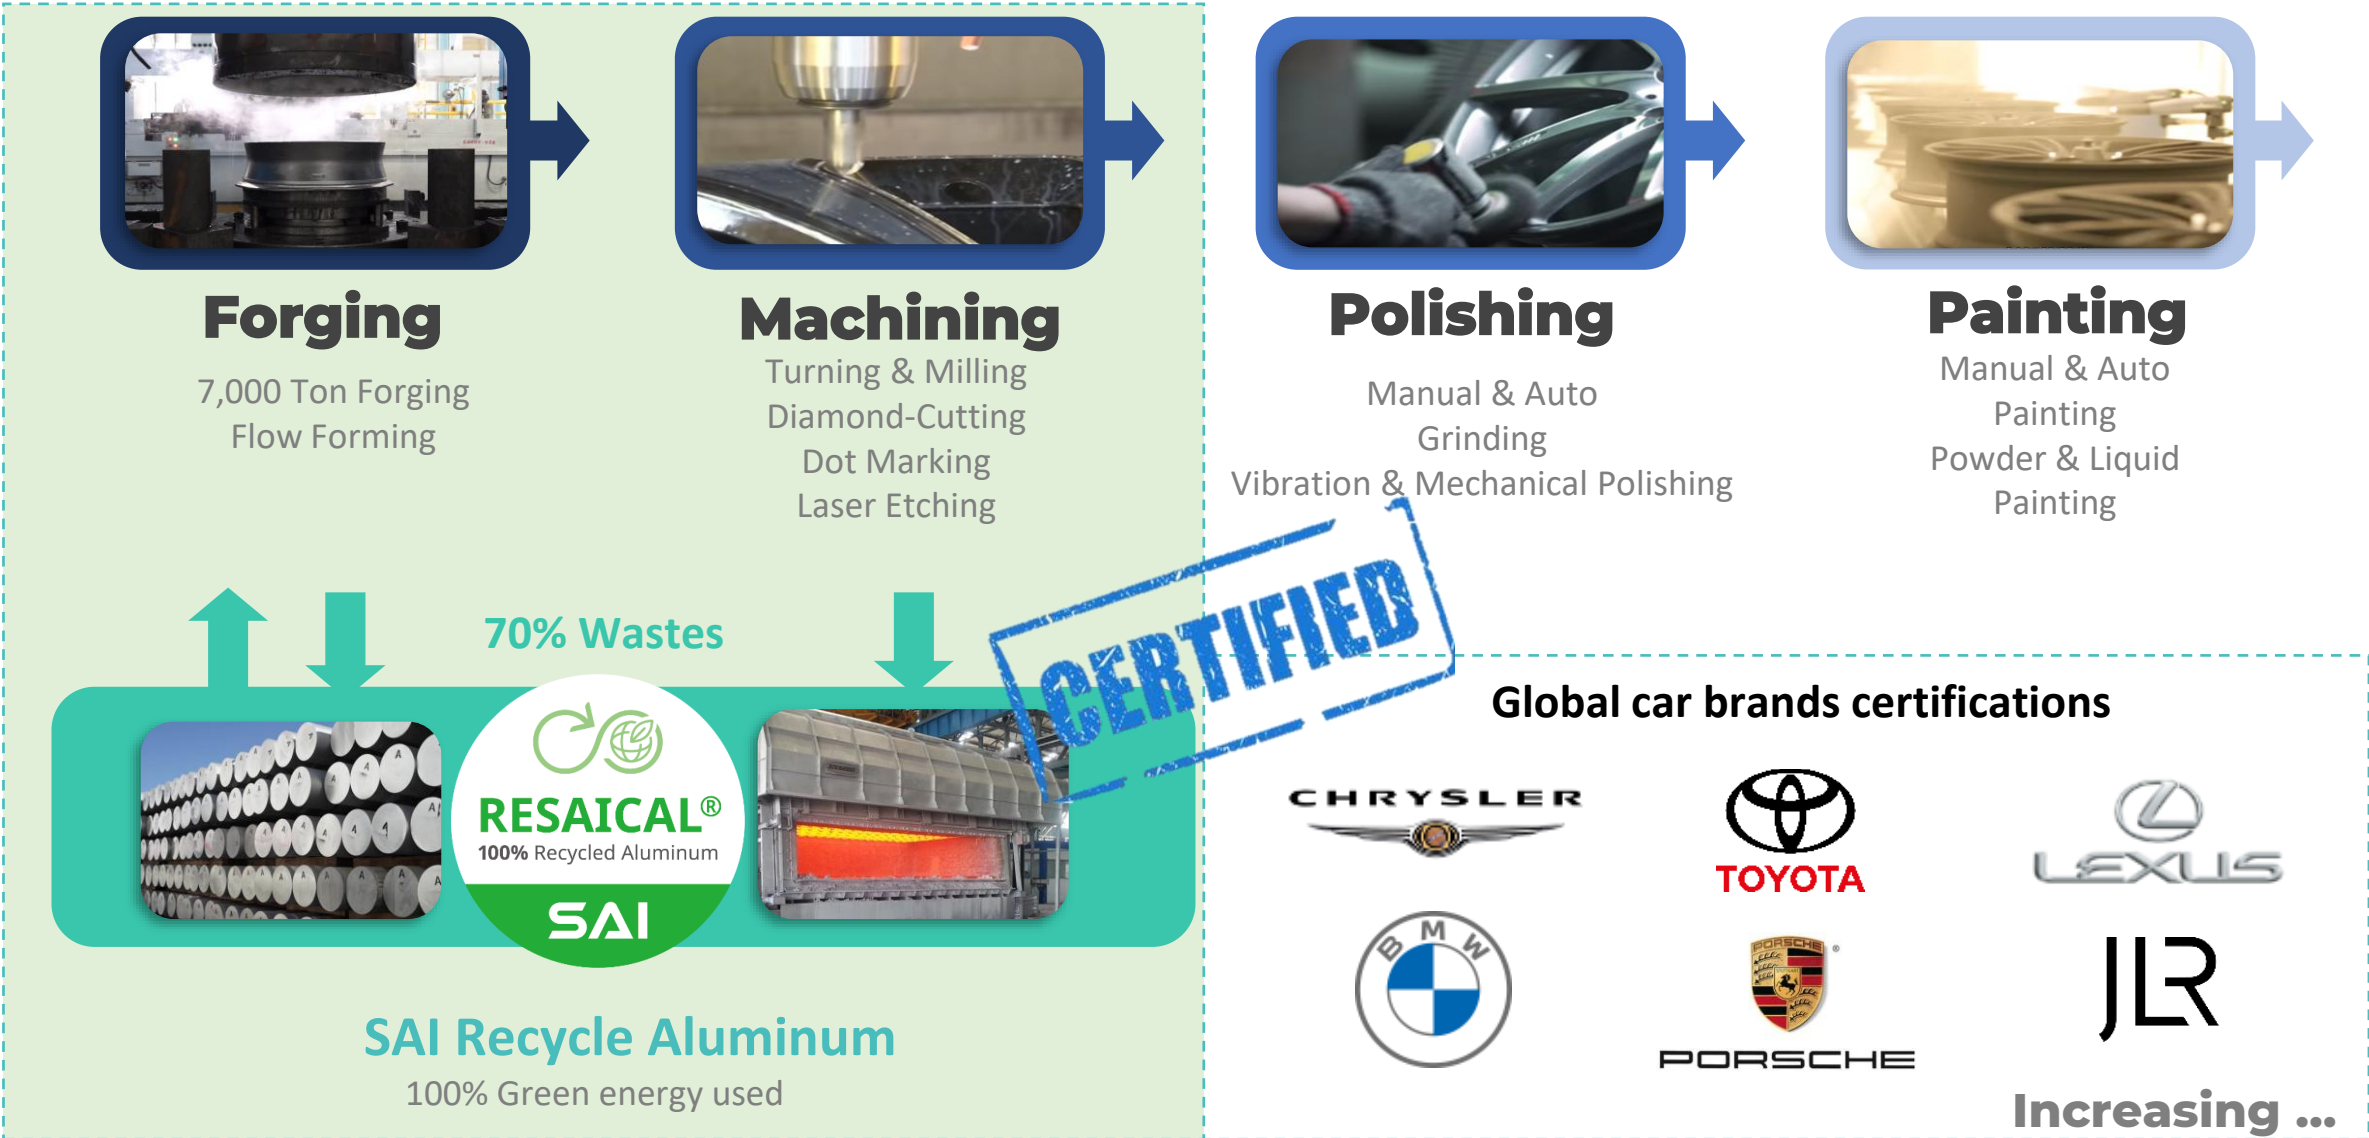 Forging
7,000 Ton Forging
Flow Forming
Machining
Turning & Milling
Diamond-Cutting
Dot Marking
Laser Etching
Polishing
Manual & Auto
Grinding
Vibration & Mechanical Polishing
Painting
Manual & Auto
Painting
Powder & Liquid
Painting
70% Wastes
RESAICAL®
100% Recycled Aluminum
SAI
CERTIFIED
SAI Recycle Aluminum
100% Green energy used
Global car brands certifications
CHRYSLER
TOYOTA
LEXUS
BMW
PORSCHE
®
PORSCHE
JLR
Increasing ...